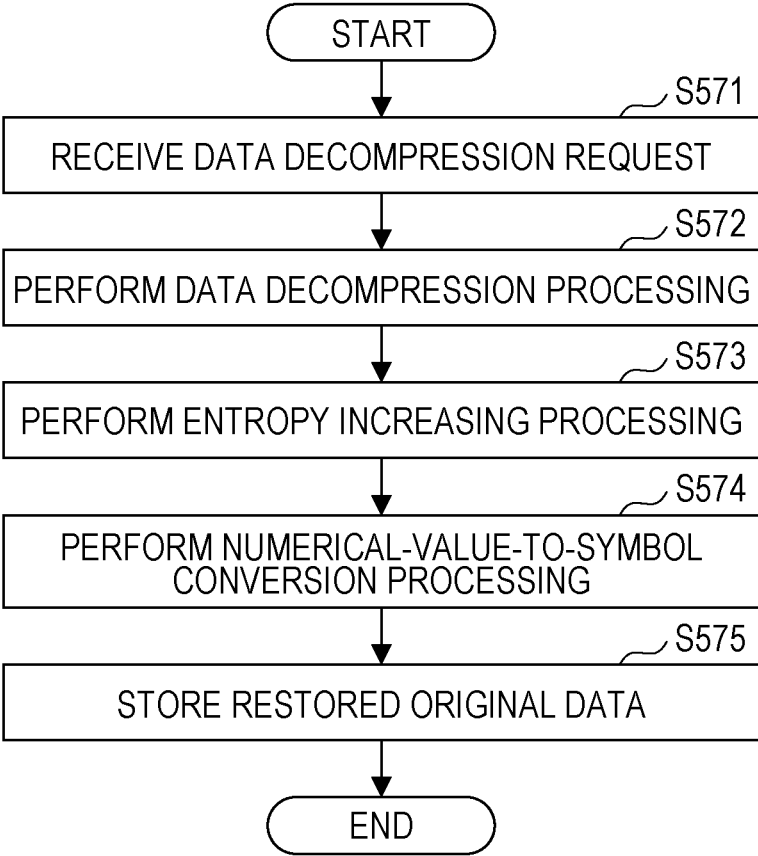 START
S571
RECEIVE DATA DECOMPRESSION REQUEST
S572
PERFORM DATA DECOMPRESSION PROCESSING
S573
PERFORM ENTROPY INCREASING PROCESSING
S574
PERFORM NUMERICAL-VALUE-TO-SYMBOL
CONVERSION PROCESSING
S575
STORE RESTORED ORIGINAL DATA
END